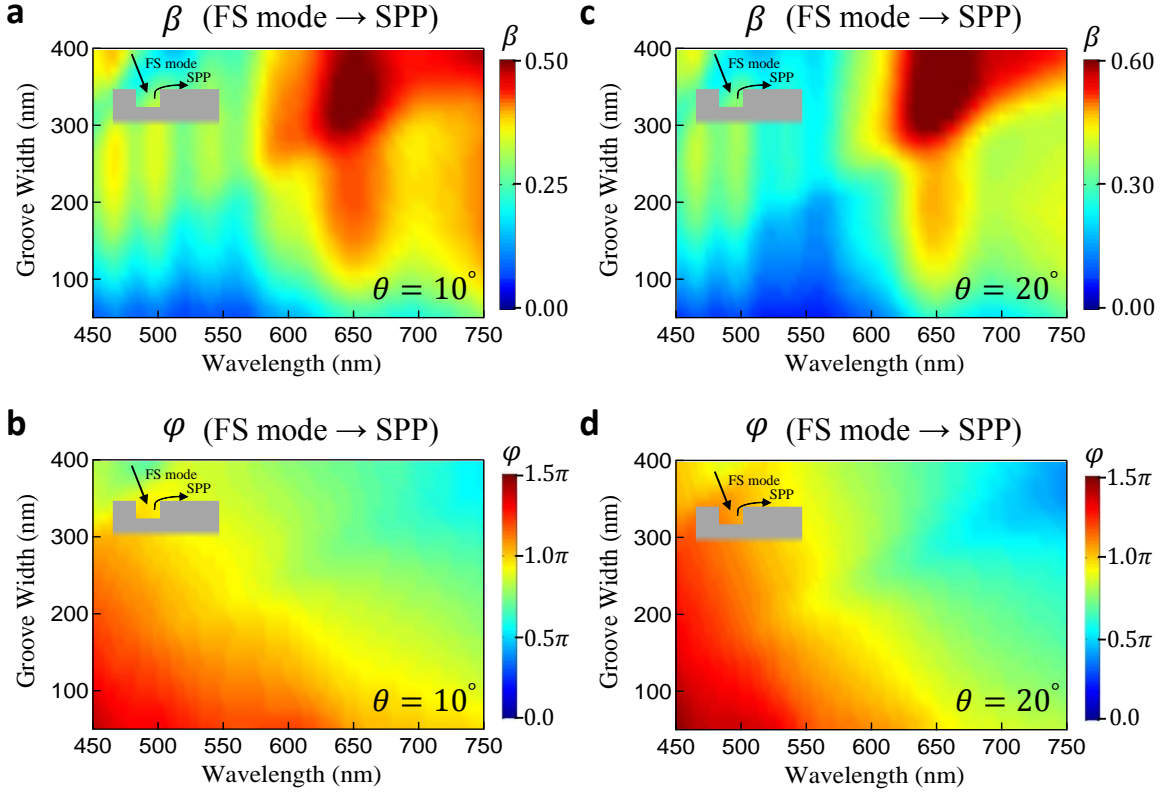 a
β (FS mode → SPP)
400
300
200
100
Groove Width (nm)
FS mode
SPP
θ = 10°
450 500 550 600 650 700 750
Wavelength (nm)
β
0.50
0.25
0.00
c
β (FS mode → SPP)
400
300
200
100
Groove Width (nm)
FS mode
SPP
θ = 20°
450 500 550 600 650 700 750
Wavelength (nm)
β
0.60
0.30
0.00
b
φ (FS mode → SPP)
400
300
200
100
Groove Width (nm)
FS mode
SPP
θ = 10°
450 500 550 600 650 700 750
Wavelength (nm)
φ
1.5π
1.0π
0.5π
0.0
d
φ (FS mode → SPP)
400
300
200
100
Groove Width (nm)
FS mode
SPP
θ = 20°
450 500 550 600 650 700 750
Wavelength (nm)
φ
1.5π
1.0π
0.5π
0.0